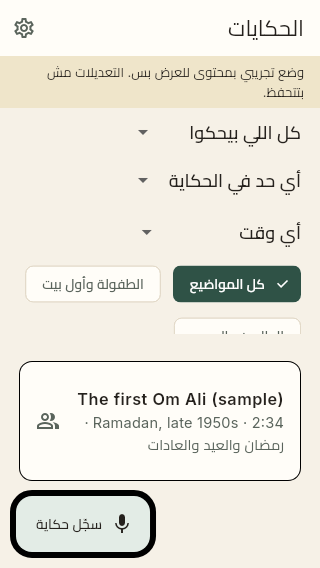 الحكايات
وضع تجريبي بمحتوى للعرض بس. التعديلات مش
بتتحفظ.
كل اللي بيحكوا
أي حد في الحكاية
أي وقت
كل المواضيع
الطفولة وأول بيت
The first Om Ali (sample)
Ramadan, late 1950s · 2:34 ·
رمضان والعيد والعادات
سجّل حكاية